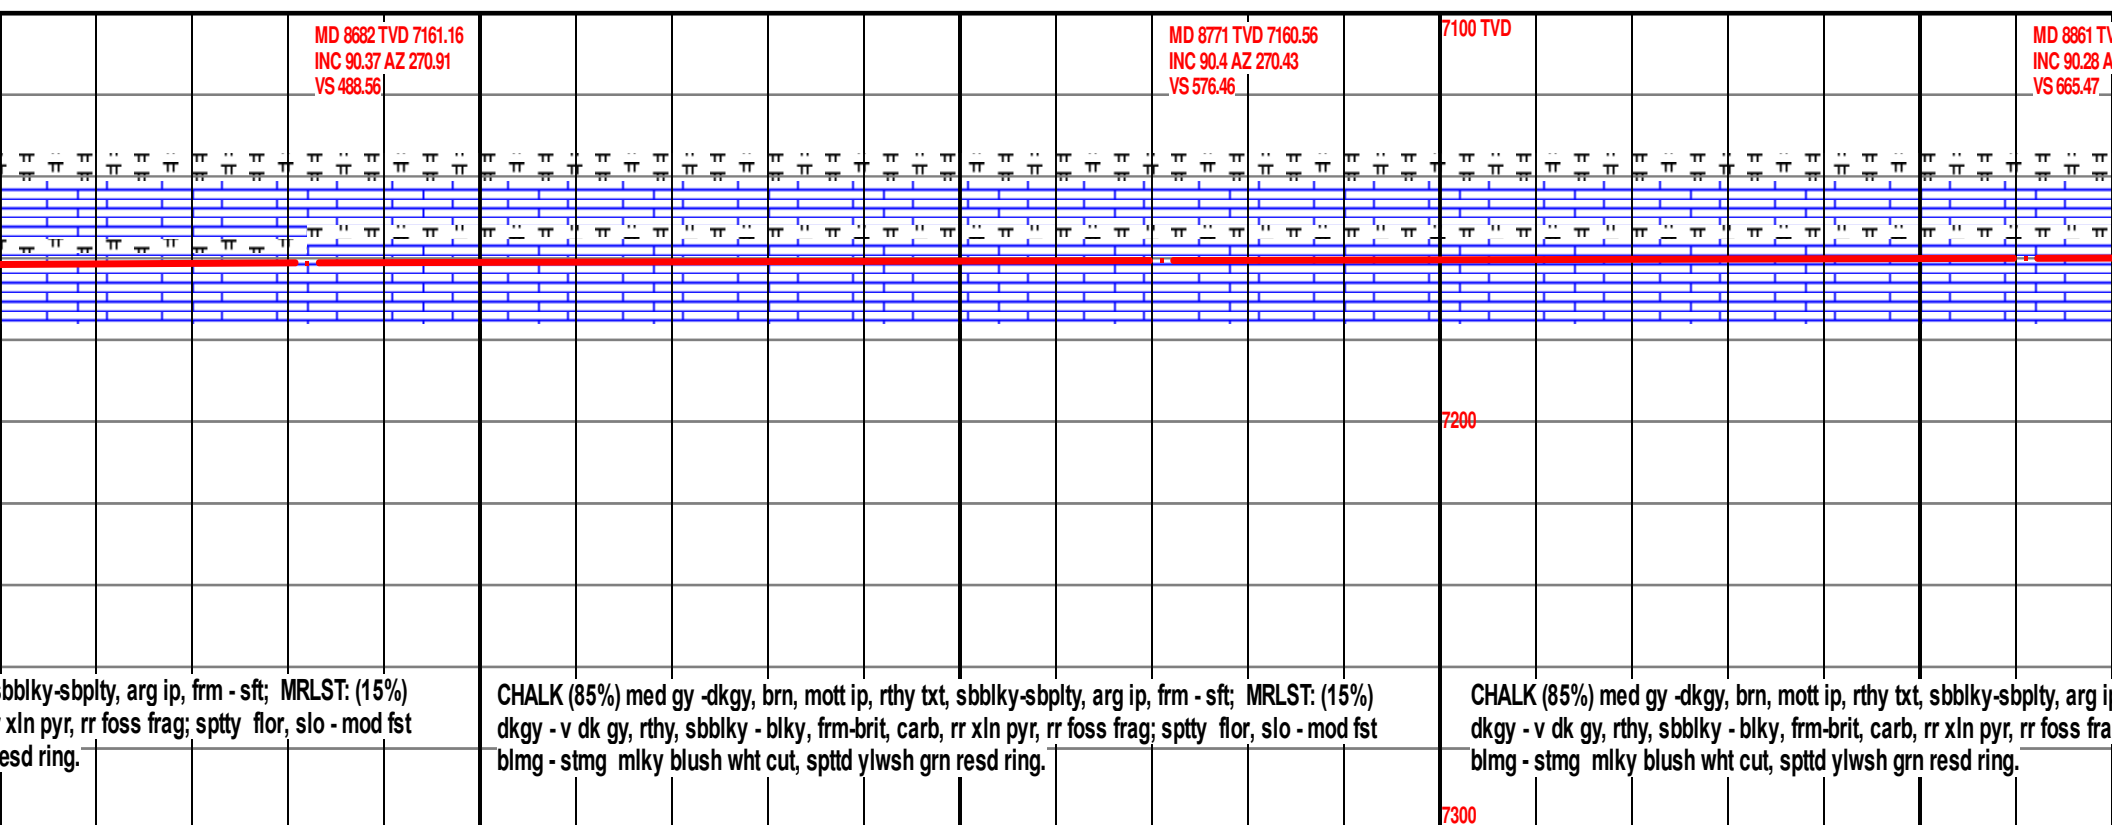 MD 8682 TVD 7161.16
INC 90.37 AZ 270.91
VS 488.56
MD 8771 TVD 7160.56
INC 90.4 AZ 270.43
VS 576.46
7100 TVD
MD 8861
INC 90.28
VS 665.47
7200
sbblky-sbplty, arg ip, frm - sft; MRLST: (15%)
xln pyr, rr foss frag; sptty flor, slo - mod fst
resd ring.
CHALK (85%) med gy -dkgy, brn, mott ip, rthy txt, sbblky-sbplty, arg ip, frm - sft; MRLST: (15%)
dkgy - v dk gy, rthy, sbblky - blky, frm-brit, carb, rr xln pyr, rr foss frag; sptty flor, slo - mod fst
blmg - stmg mlky blush wht cut, spttd ylwsh grn resd ring.
CHALK (85%) med gy -dkgy, brn, mott ip, rthy txt, sbblky-sbplty, arg ip
dkgy - v dk gy, rthy, sbblky - blky, frm-brit, carb, rr xln pyr, rr foss fra
blmg - stmg mlky blush wht cut, spttd ylwsh grn resd ring.
7300